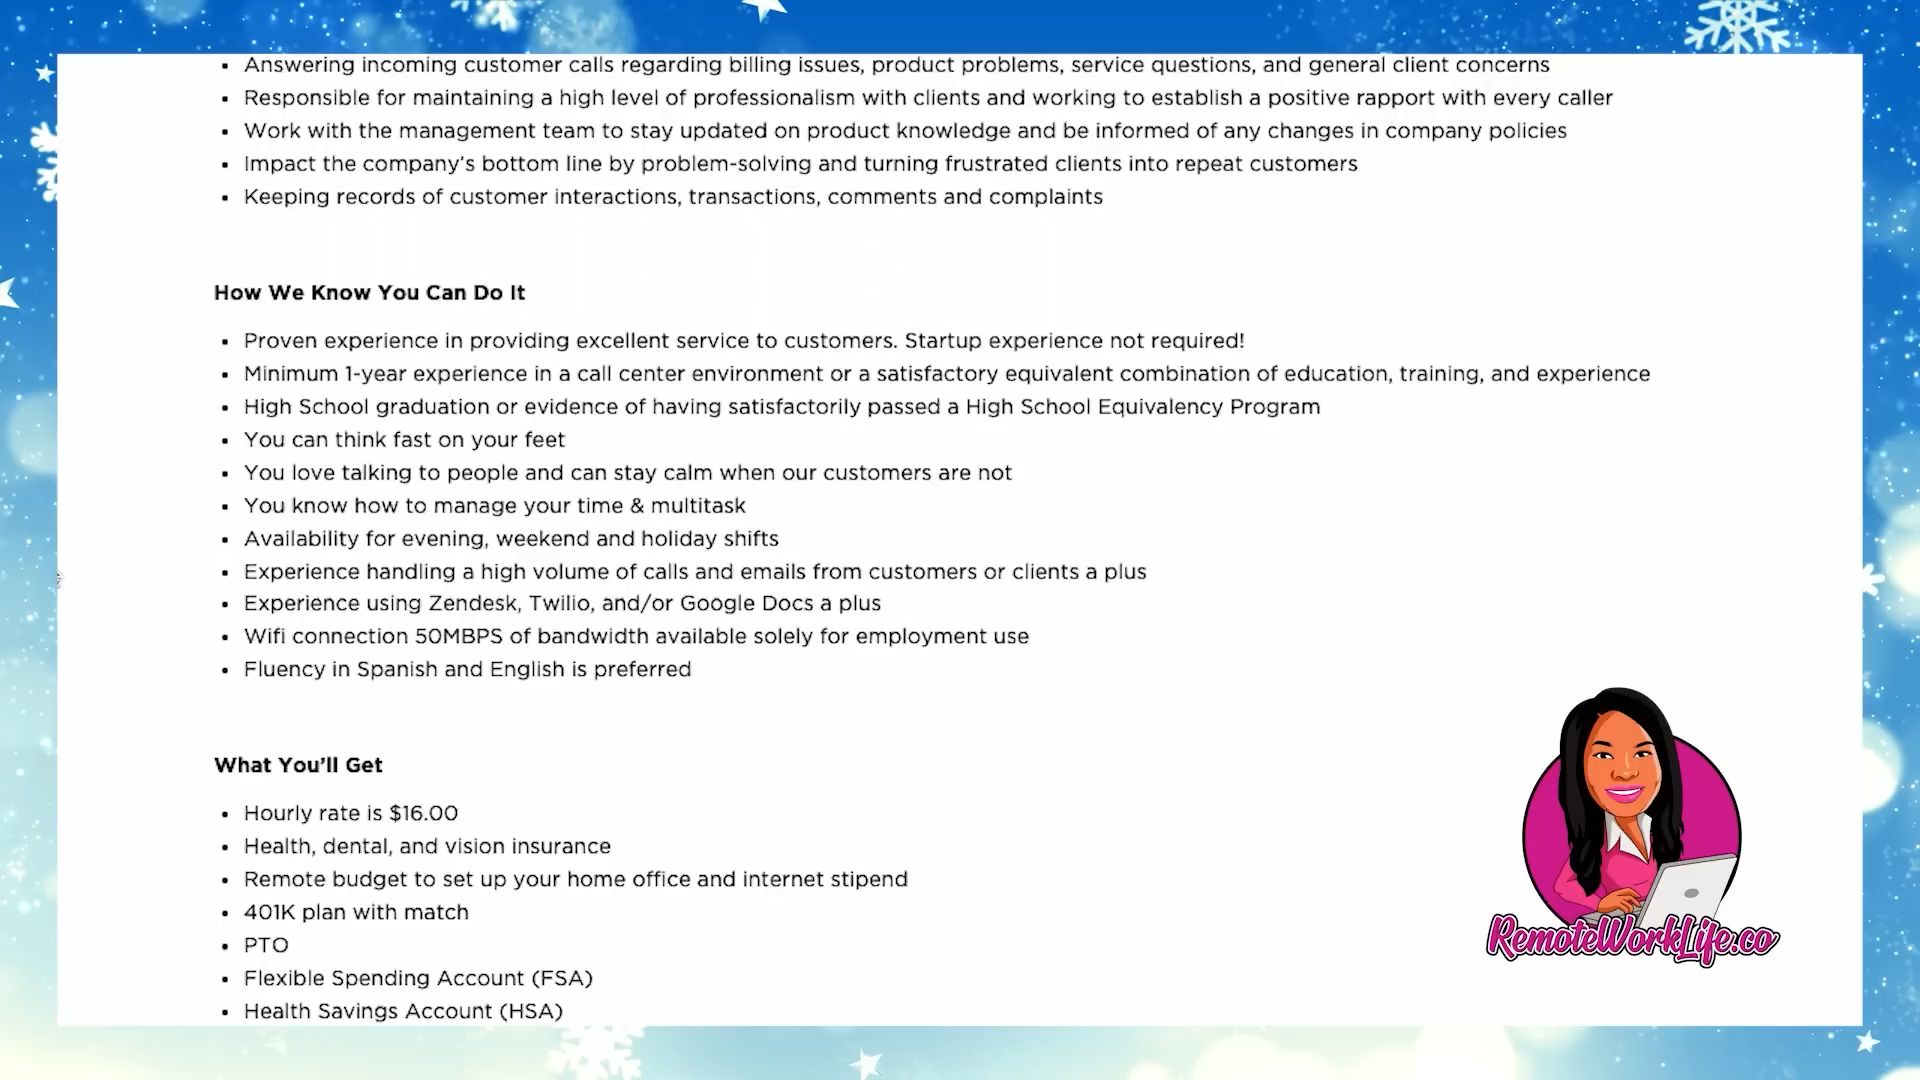 Answering incoming customer calls regarding billing issues, product problems, service questions, and general client concerns
Responsible for maintaining a high level of professionalism with clients and working to establish a positive rapport with every caller
Work with the management team to stay updated on product knowledge and be informed of any changes in company policies
Impact the company's bottom line by problem-solving and turning frustrated clients into repeat customers
Keeping records of customer interactions, transactions, comments and complaints
How We Know You Can Do It
Proven experience in providing excellent service to customers. Startup experience not required!
Minimum 1-year experience in a call center environment or a satisfactory equivalent combination of education, training, and experience
High School graduation or evidence of having satisfactorily passed a High School Equivalency Program
You can think fast on your feet
You love talking to people and can stay calm when our customers are not
You know how to manage your time & multitask
Availability for evening, weekend and holiday shifts
Experience handling a high volume of calls and emails from customers or clients a plus
Experience using Zendesk, Twilio, and/or Google Docs a plus
Wifi connection 50MBPS of bandwidth available solely for employment use
Fluency in Spanish and English is preferred
What You'll Get
Hourly rate is $16.00
Health, dental, and vision insurance
Remote budget to set up your home office and internet stipend
401K plan with match
PTO
Flexible Spending Account (FSA)
Health Savings Account (HSA)
RemoteWorkLife.co